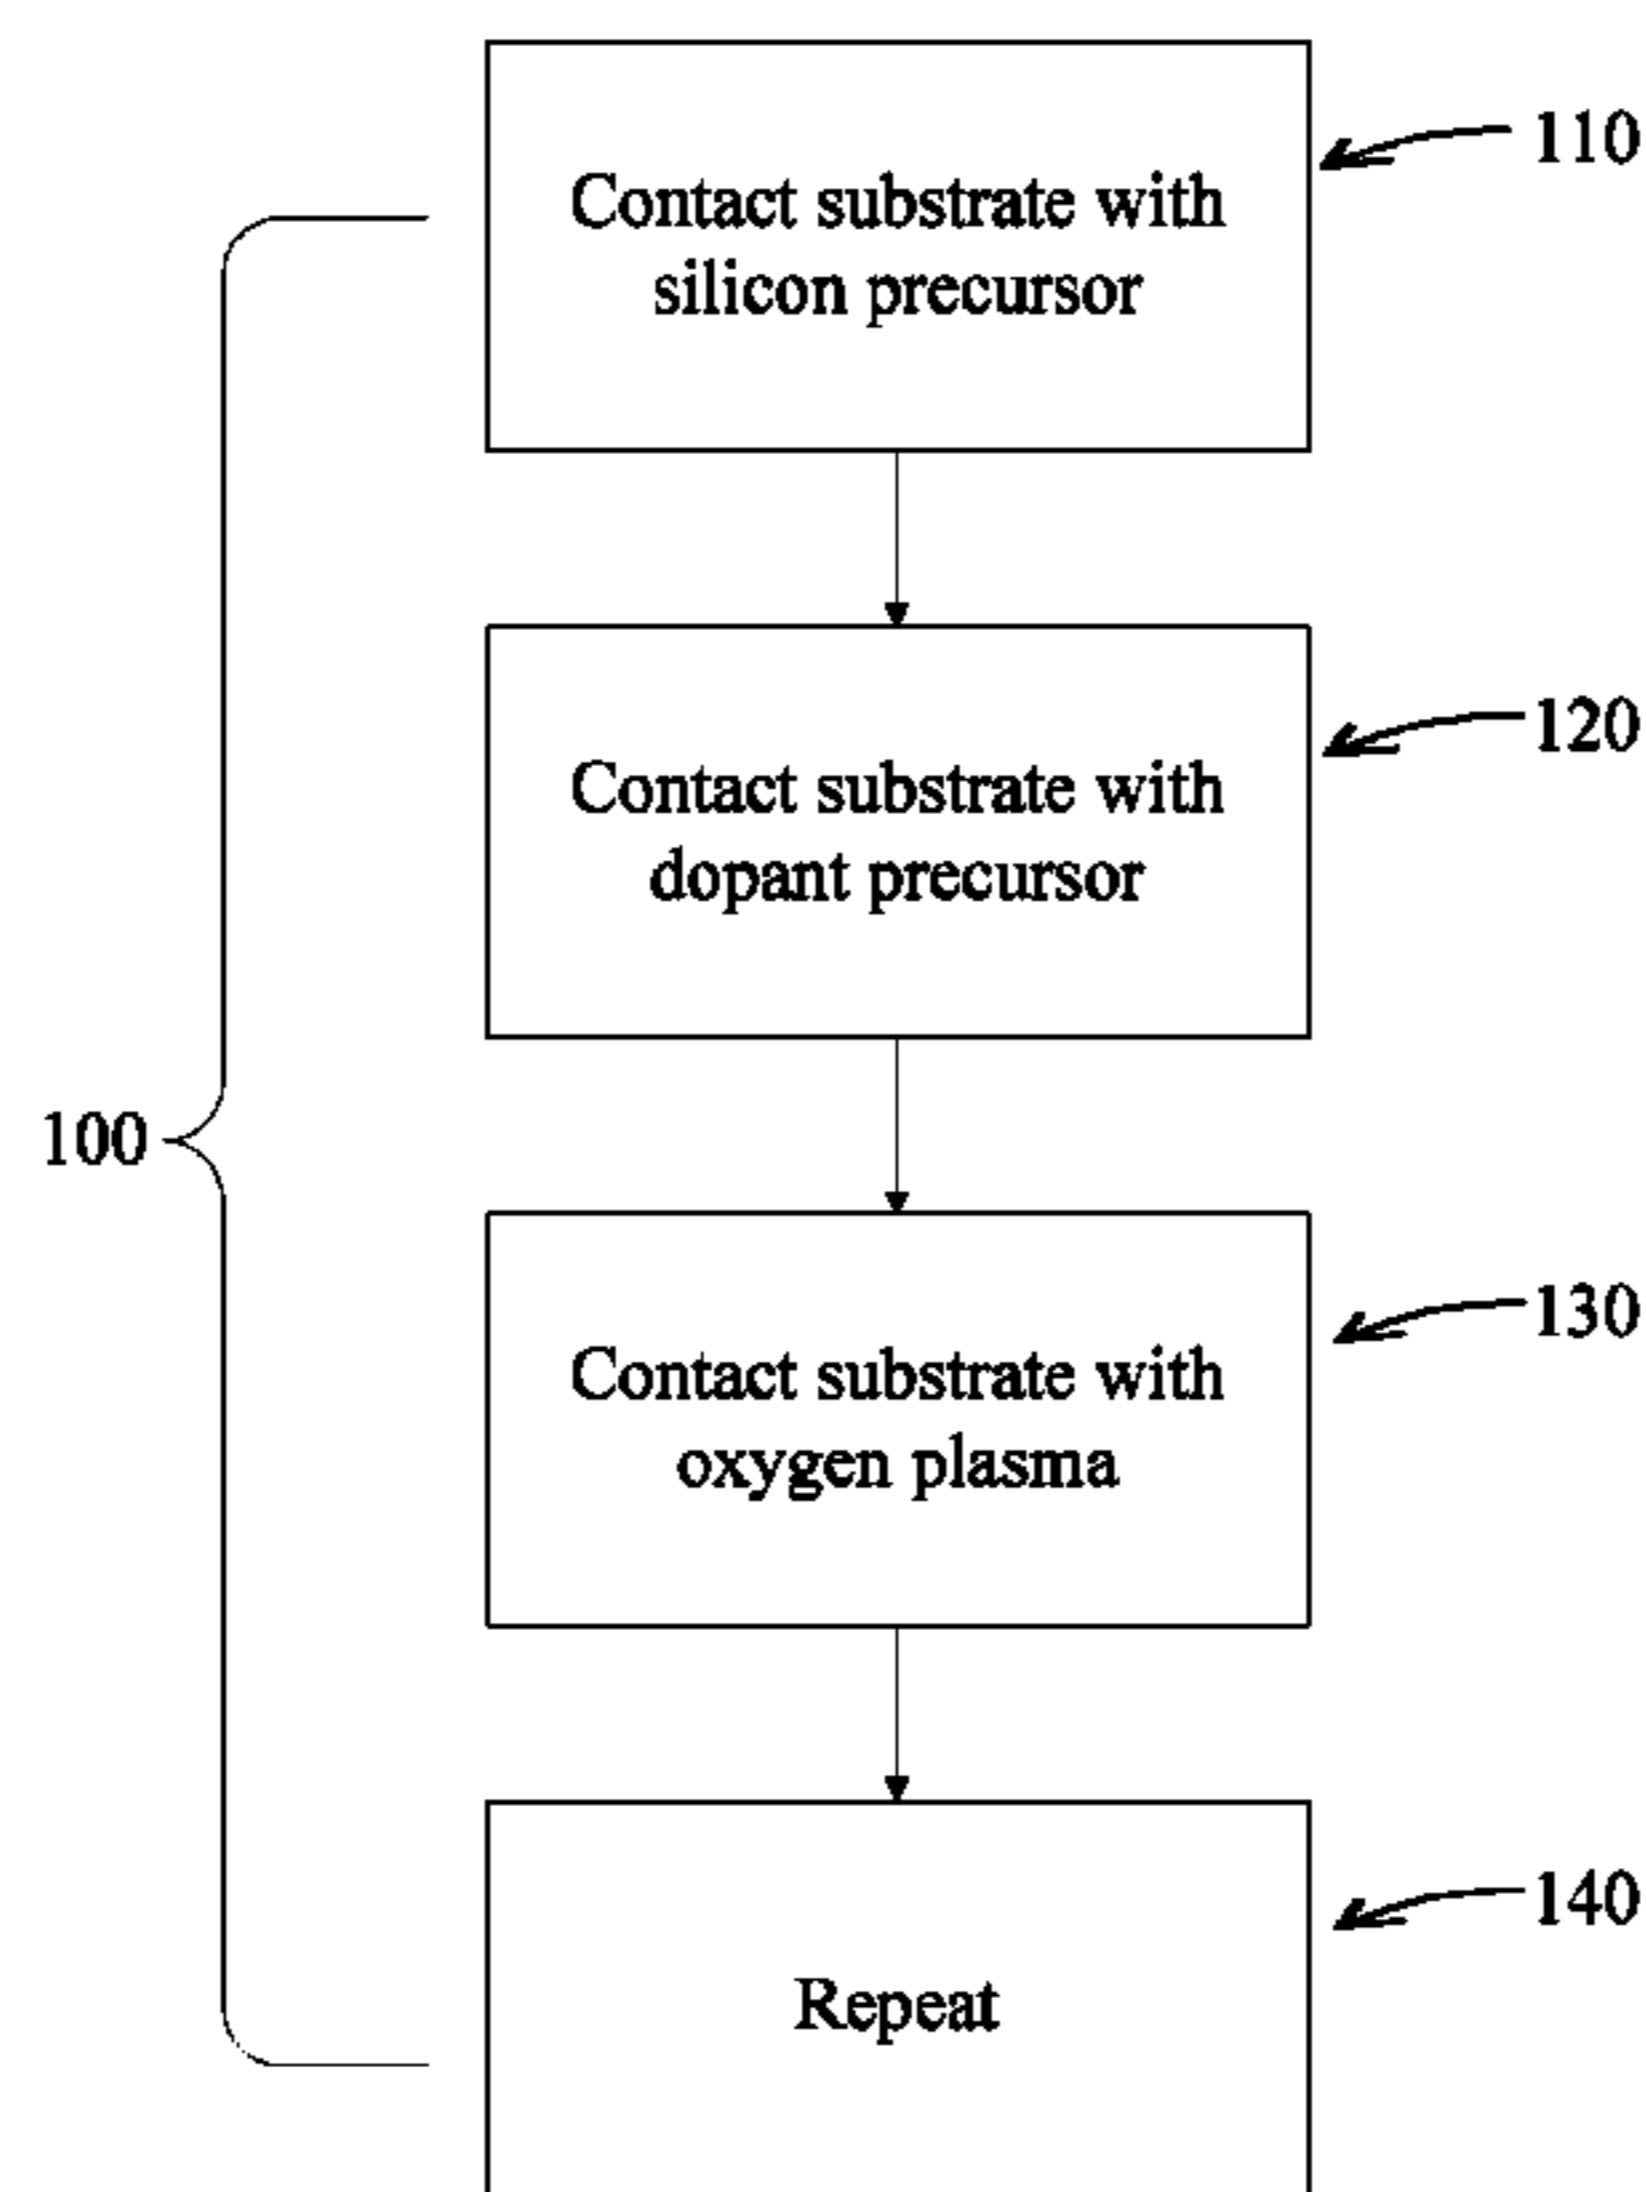 110
Contact substrate with
silicon precursor
120
Contact substrate with
dopant precursor
100
130
Contact substrate with
oxygen plasma
140
Repeat